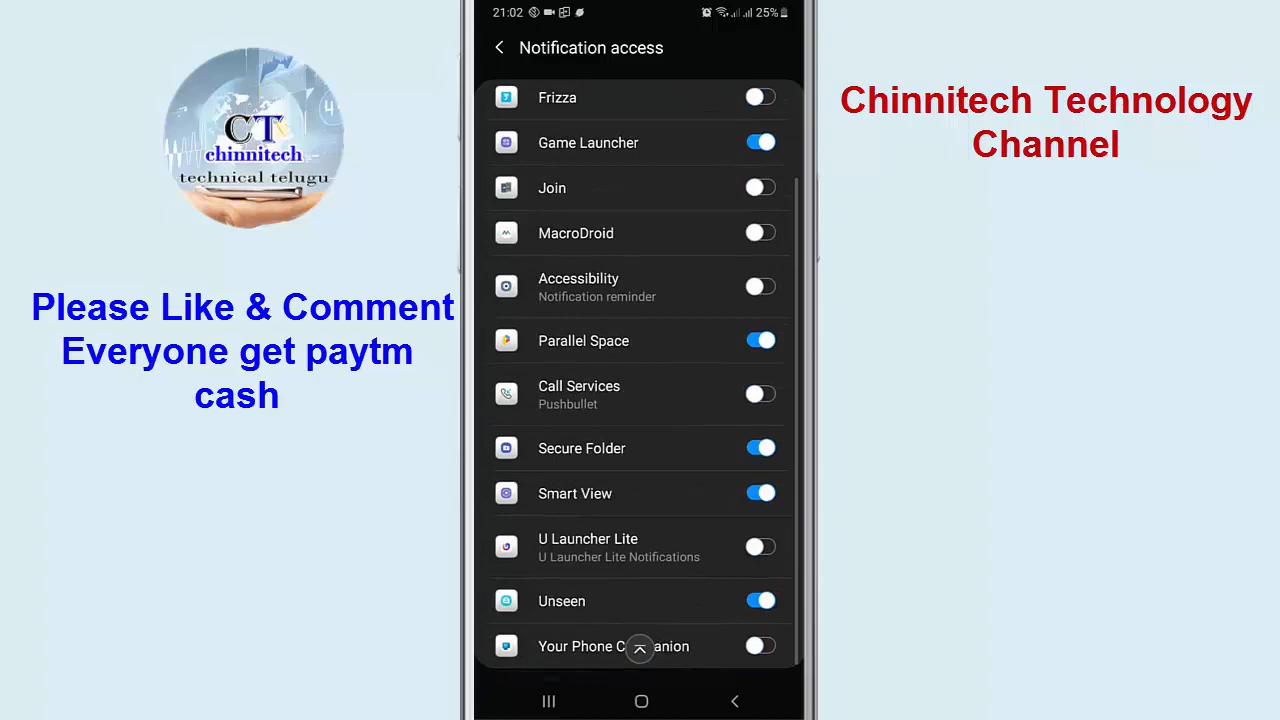 CT
chinnitech
technical telugu
Please Like & Comment
Everyone get paytm
cash
21:02
25%
Notification access
Frizza
Game Launcher
Join
MacroDroid
Accessibility
Notification reminder
Parallel Space
Call Services
Pushbullet
Secure Folder
Smart View
U Launcher Lite
U Launcher Lite Notifications
Unseen
Your Phone
Chinnitech Technology
Channel